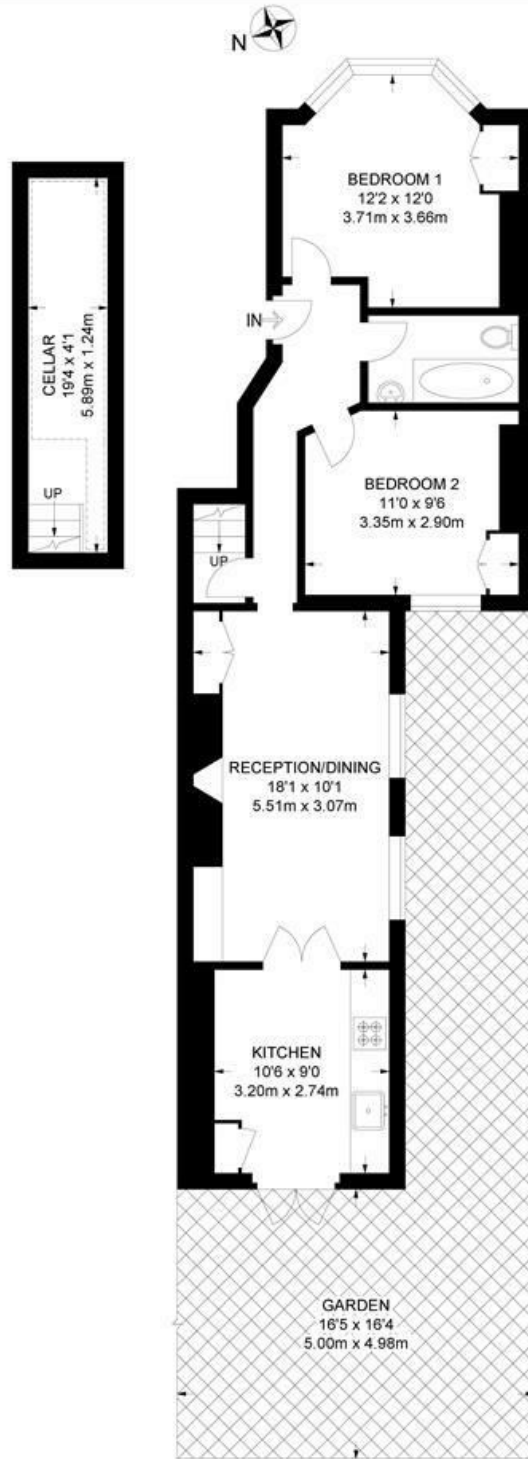 N
BEDROOM 1
12'2 x 12'0
3.71m x 3.66m
CELLAR
19'4 x 4'1
5.89m x 1.24m
UP
IN
BEDROOM 2
11'0 x 9'6
3.35m x 2.90m
UP
RECEPTION/DINING
18'1 x 10'1
5.51m x 3.07m
KITCHEN
10'6 x 9'0
3.20m x 2.74m
GARDEN
16'5 x 16'4
5.00m x 4.98m